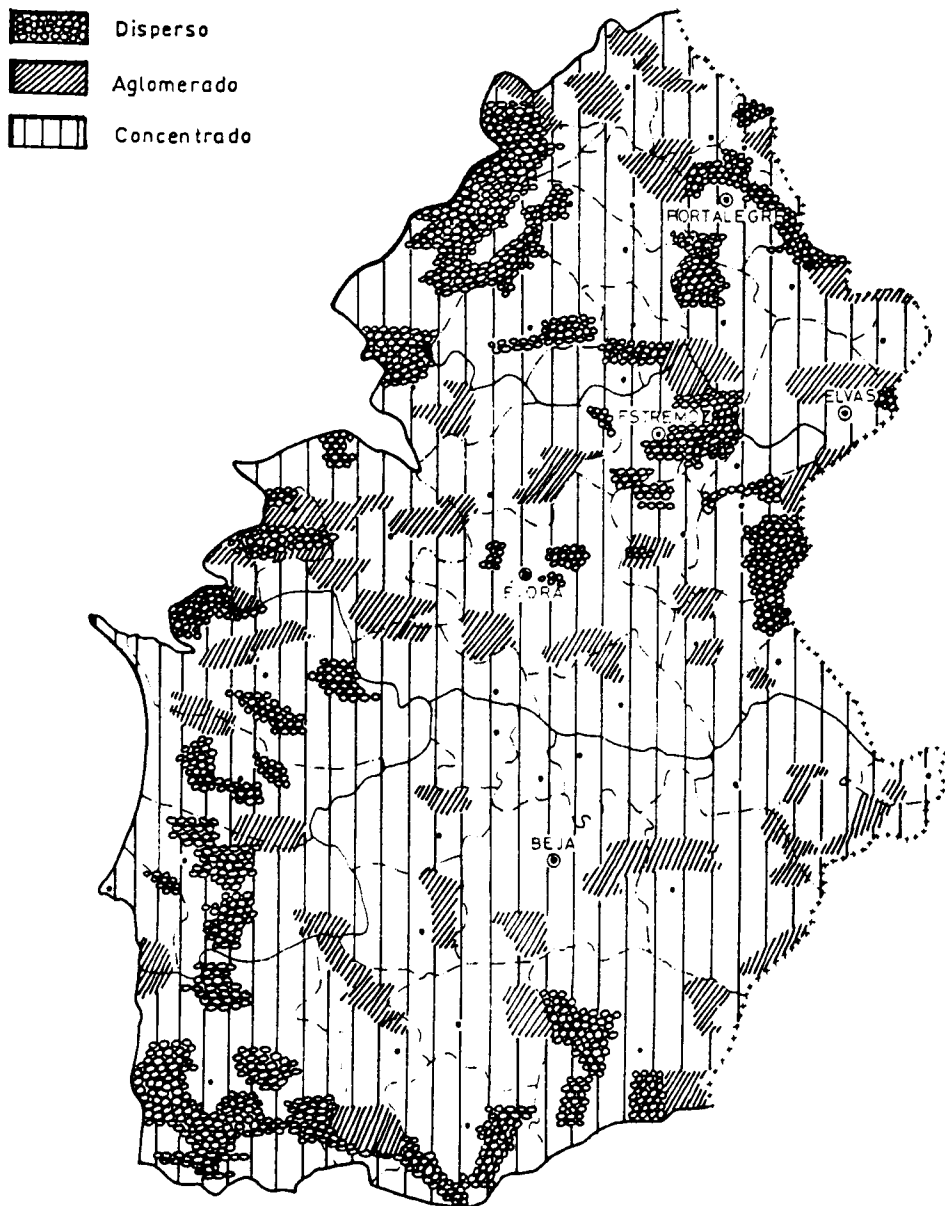 Disperso
Aglomerado
Concentrado
PORTALEGRE
ELVAS
ESTREMOZ
ÉVORA
BEJA